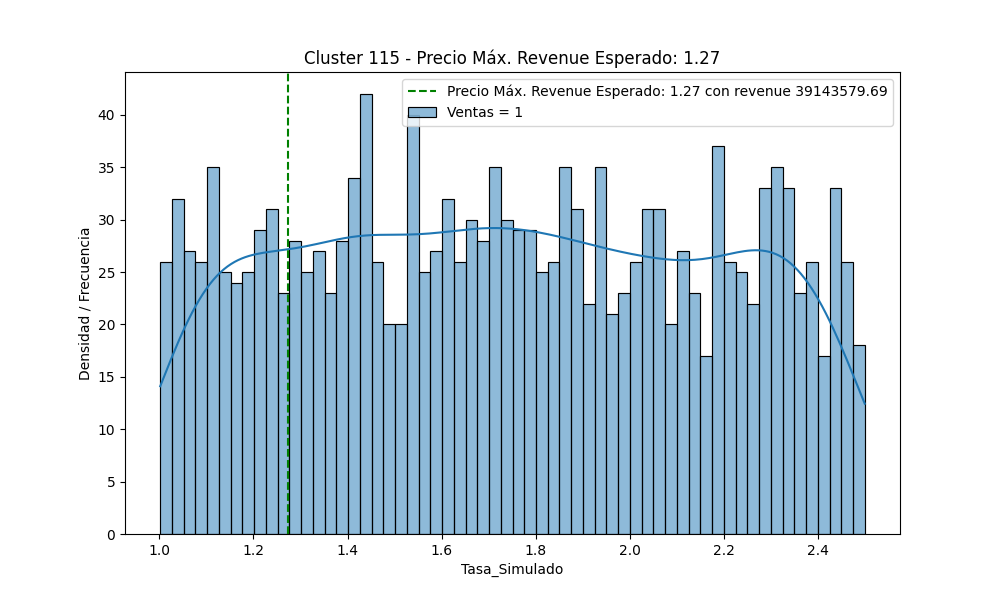 Cluster 115 - Precio Máx. Revenue Esperado: 1.27
Precio Máx. Revenue Esperado: 1.27 con revenue 39143579.69
Ventas = 1
Densidad / Frecuencia
40
35
30
25
20
15
10
5
0
1.0 1.2 1.4 1.6 1.8 2.0 2.2 2.4
Tasa_Simulado